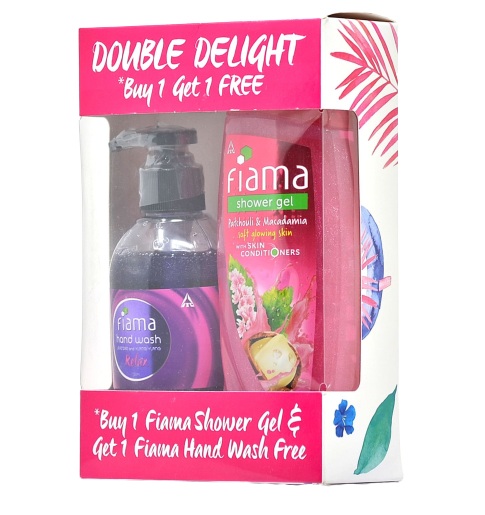 DOUBLE DELIGHT
*Buy 1 Get 1 FREE
fiama
shower gel
Patchouli & Macadamia
soft glowing skin
with SKIN
CONDITIONERS
fiama
hand wash
relax
*Buy 1 Fiama Shower Gel &
Get 1 Fiama Hand Wash Free